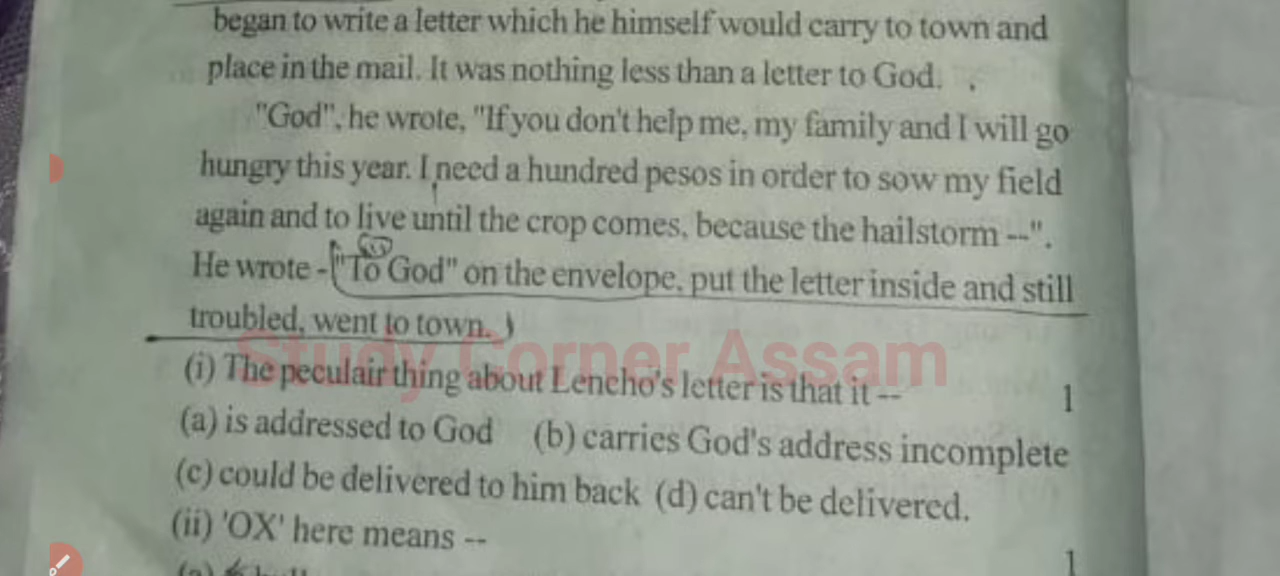 began to write a letter which he himself would carry to town and
place in the mail. It was nothing less than a letter to God.
"God", he wrote, "If you don't help me, my family and I will go
hungry this year. I need a hundred pesos in order to sow my field
again and to live until the crop comes, because the hailstorm --".
He wrote - "To God" on the envelope, put the letter inside and still
troubled, went to town.
Study Corner Assam
(i) The peculair thing about Lencho's letter is that it -- 1
(a) is addressed to God (b) carries God's address incomplete
(c) could be delivered to him back (d) can't be delivered.
(ii) 'OX' here means -- 1